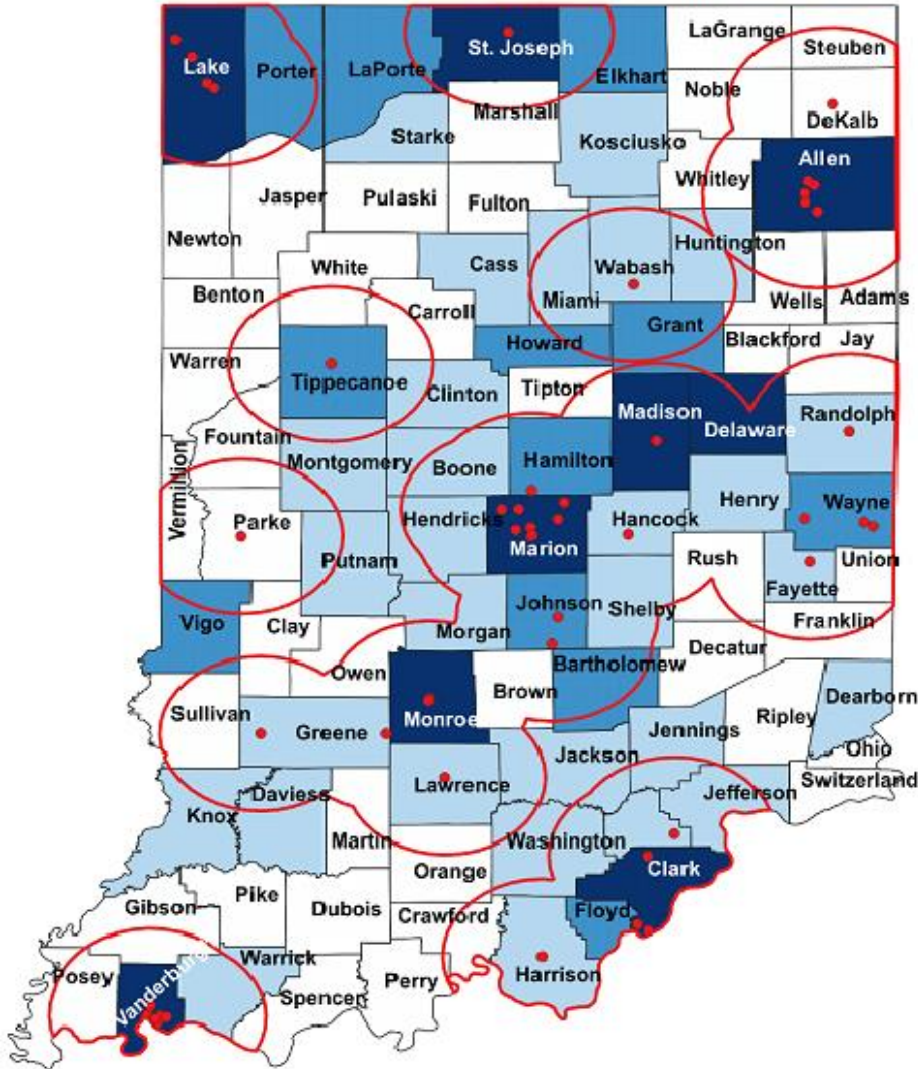 LaGrange
Steuben
St. Joseph
Lake
Porter
LaPorte
Elkhart
Noble
DeKalb
Marshall
Starke
Kosciusko
Allen
Whitley
Jasper
Pulaski
Fulton
Newton
Huntington
White
Cass
Wabash
Benton
Miami
Wells
Adams
Carroll
Grant
Howard
Blackford
Jay
Warren
Tippecanoe
Clinton
Tipton
Madison
Randolph
Delaware
Fountain
Montgomery
Boone
Hamilton
Vermillion
Henry
Wayne
Parke
Hendricks
Hancock
Marion
Putnam
Rush
Union
Fayette
Johnson
Shelby
Vigo
Clay
Morgan
Franklin
Decatur
Owen
Bartholomew
Brown
Dearborn
Sullivan
Monroe
Ripley
Greene
Jennings
Jackson
Ohio
Switzerland
Lawrence
Jefferson
Daviess
Knox
Washington
Martin
Clark
Orange
Pike
Gibson
Dubois
Crawford
Floyd
Vanderburg
Warrick
Harrison
Posey
Perry
Spencer